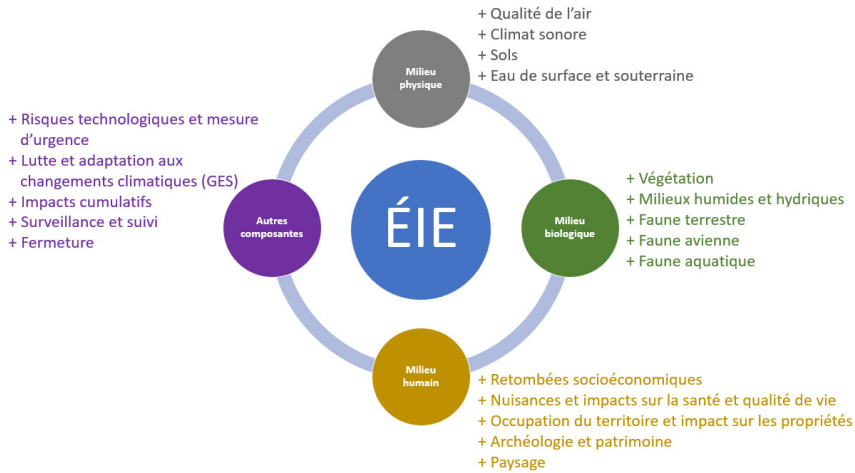 + Qualité de l’air
+ Climat sonore
+ Sols
+ Eau de surface et souterraine
Milieu
physique
+ Risques technologiques et mesure
d’urgence
+ Lutte et adaptation aux
changements climatiques (GES)
+ Impacts cumulatifs
+ Surveillance et suivi
+ Fermeture
Autres
composantes
ÉIE
Milieu
biologique
+ Végétation
+ Milieux humides et hydriques
+ Faune terrestre
+ Faune avienne
+ Faune aquatique
Milieu
humain
+ Retombées socioéconomiques
+ Nuisances et impacts sur la santé et qualité de vie
+ Occupation du territoire et impact sur les propriétés
+ Archéologie et patrimoine
+ Paysage